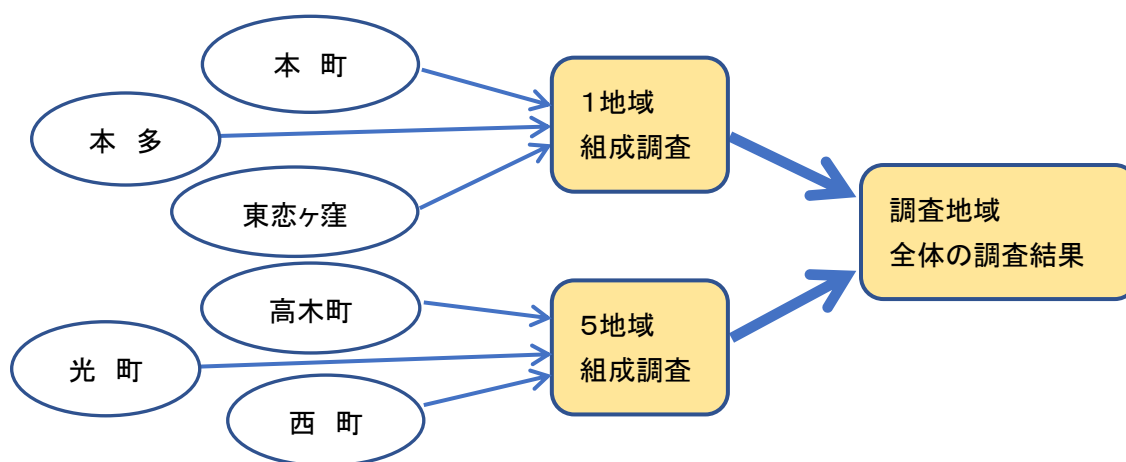 本　町
本　多
東恋ヶ窪
1地域
組成調査
高木町
光　町
西　町
5地域
組成調査
調査地域
全体の調査結果